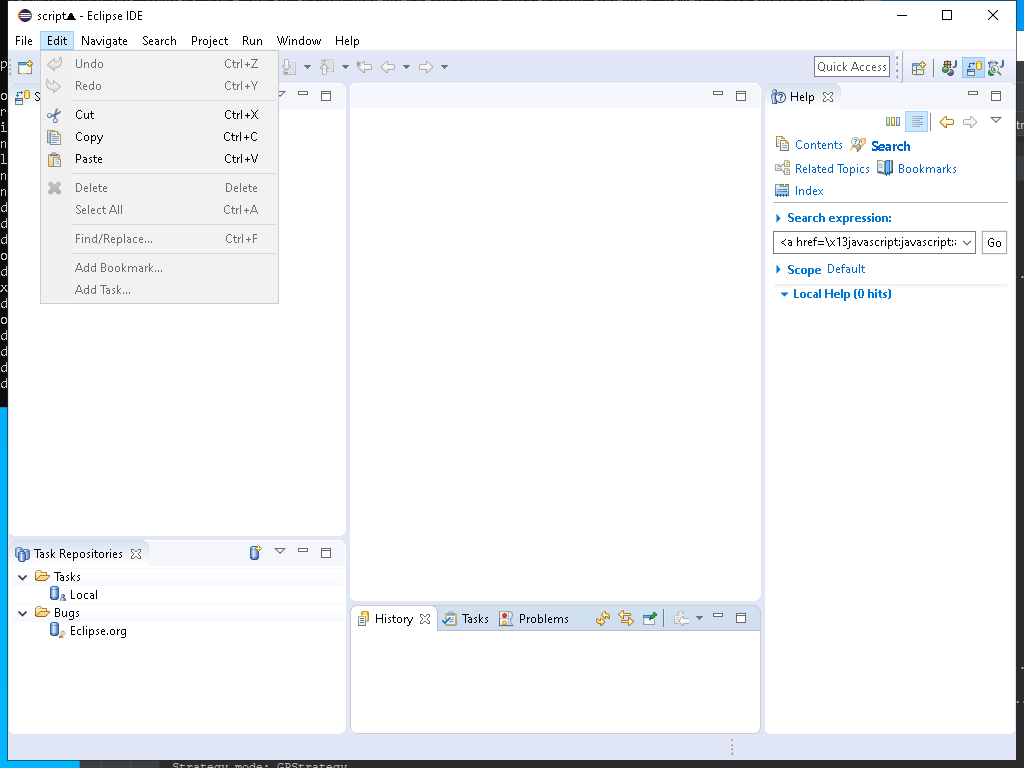 script▲ - Eclipse IDE
File Edit Navigate Search Project Run Window Help
Undo Ctrl+Z
Redo Ctrl+Y
Cut Ctrl+X
Copy Ctrl+C
Paste Ctrl+V
Delete Delete
Select All Ctrl+A
Find/Replace... Ctrl+F
Add Bookmark...
Add Task...
Quick Access
Help
Contents Search
Related Topics Bookmarks
Index
Search expression:
<a href=\x13javascript:javascript: Go
Scope Default
Local Help (0 hits)
Task Repositories
Tasks
Local
Bugs
Eclipse.org
History Tasks Problems
Strategy mode: GPStrategy